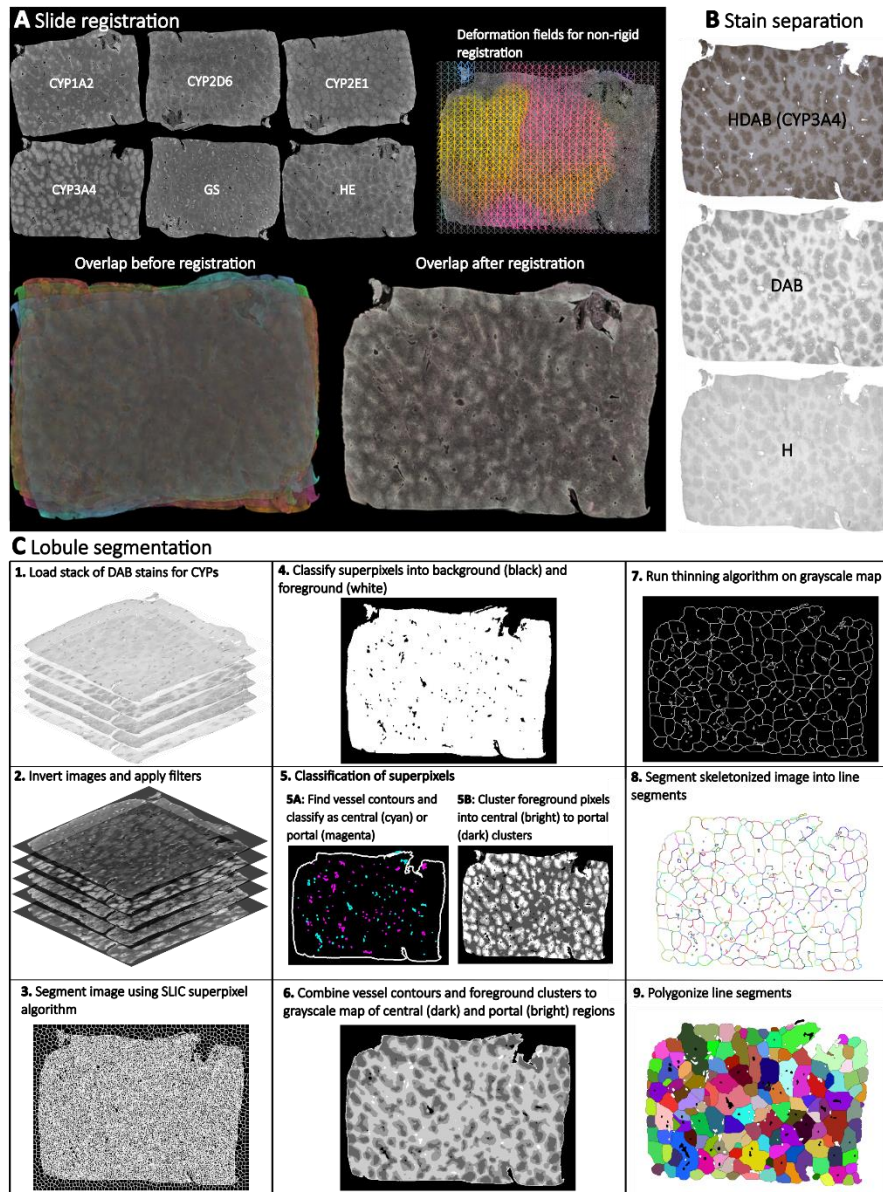 A Slide registration
CYP1A2
CYP2D6
CYP2E1
CYP3A4
GS
HE
Deformation fields for non-rigid
registration
Overlap before registration
Overlap after registration
B Stain separation
HDAB (CYP3A4)
DAB
H
C Lobule segmentation
1. Load stack of DAB stains for CYPs
2. Invert images and apply filters
3. Segment image using SLIC superpixel
algorithm
4. Classify superpixels into background (black) and
foreground (white)
5. Classification of superpixels
5A: Find vessel contours and
classify as central (cyan) or
portal (magenta)
5B: Cluster foreground pixels
into central (bright) to portal
(dark) clusters
6. Combine vessel contours and foreground clusters to
grayscale map of central (dark) and portal (bright) regions
7. Run thinning algorithm on grayscale map
8. Segment skeletonized image into line
segments
9. Polygonize line segments